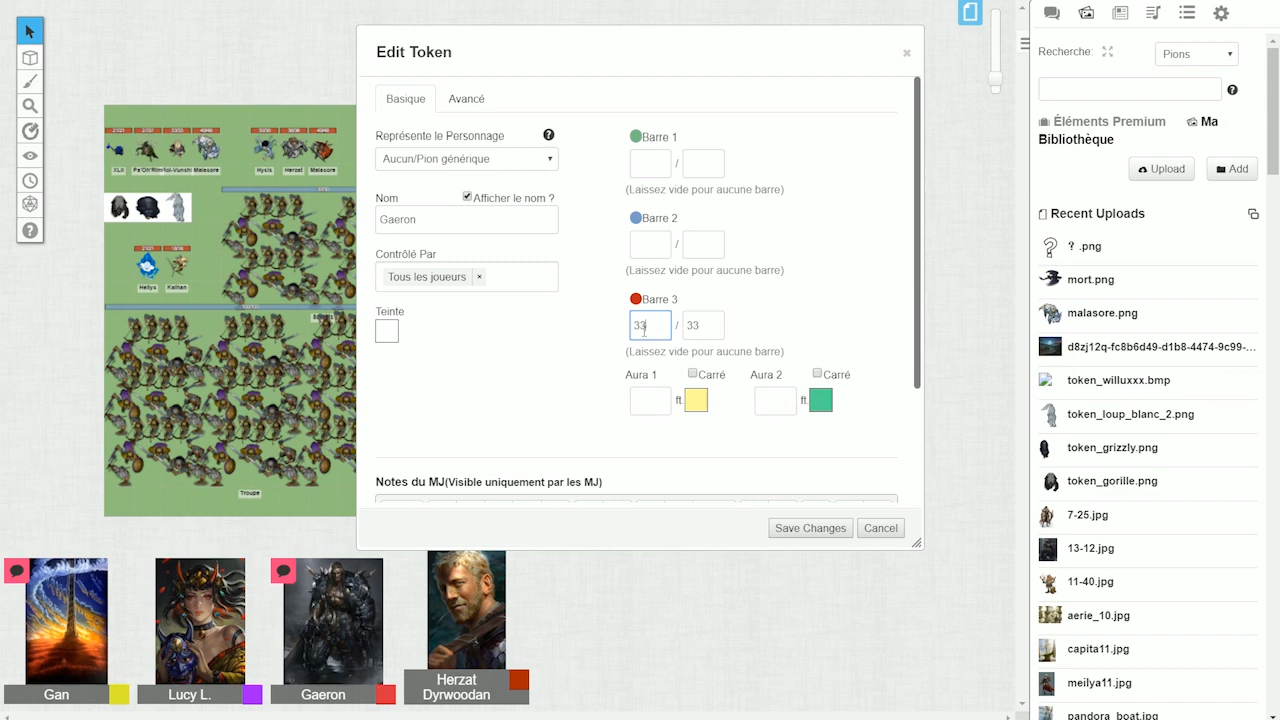 Edit Token
×
Basique
Avancé
Représente le Personnage
Aucun/Pion générique
Nom
Afficher le nom ?
Gaeron
Contrôlé Par
Tous les joueurs ×
Teinte
Barre 1
/
(Laissez vide pour aucune barre)
Barre 2
/
(Laissez vide pour aucune barre)
Barre 3
33 / 33
(Laissez vide pour aucune barre)
Aura 1
Carré
Aura 2
Carré
ft.
ft.
Notes du MJ(Visible uniquement par les MJ)
Save Changes
Cancel
XLII
Malasore
Hysis
Herzat
Malasore
Hellys
Kalhan
Troupe
Gan
Lucy L.
Gaeron
Herzat
Dyrwoodan
Recherche:
Pions
Éléments Premium
Ma
Bibliothèque
Upload
Add
Recent Uploads
? .png
mort.png
malasore.png
d8zj12q-fc8b6d49-d1b8-4474-9c99-...
token_willuxxx.bmp
token_loup_blanc_2.png
token_grizzly.png
token_gorille.png
7-25.jpg
13-12.jpg
11-40.jpg
aerie_10.jpg
capita11.jpg
meilya11.jpg
pandora_boat.jpg